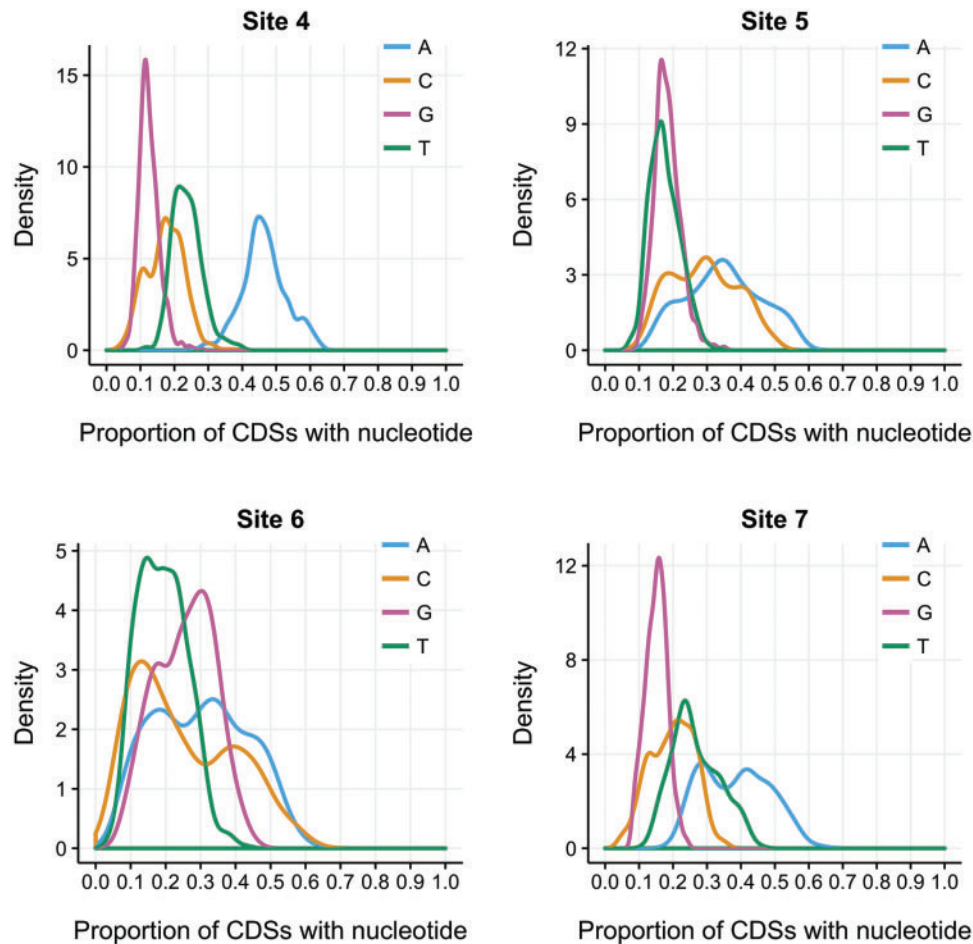 Site 4
Density
15
10
5
0
0.0 0.1 0.2 0.3 0.4 0.5 0.6 0.7 0.8 0.9 1.0
Proportion of CDSs with nucleotide
A
C
G
T
Site 5
Density
12
9
6
3
0
0.0 0.1 0.2 0.3 0.4 0.5 0.6 0.7 0.8 0.9 1.0
Proportion of CDSs with nucleotide
A
C
G
T
Site 6
Density
5
4
3
2
1
0
0.0 0.1 0.2 0.3 0.4 0.5 0.6 0.7 0.8 0.9 1.0
Proportion of CDSs with nucleotide
A
C
G
T
Site 7
Density
12
8
4
0
0.0 0.1 0.2 0.3 0.4 0.5 0.6 0.7 0.8 0.9 1.0
Proportion of CDSs with nucleotide
A
C
G
T